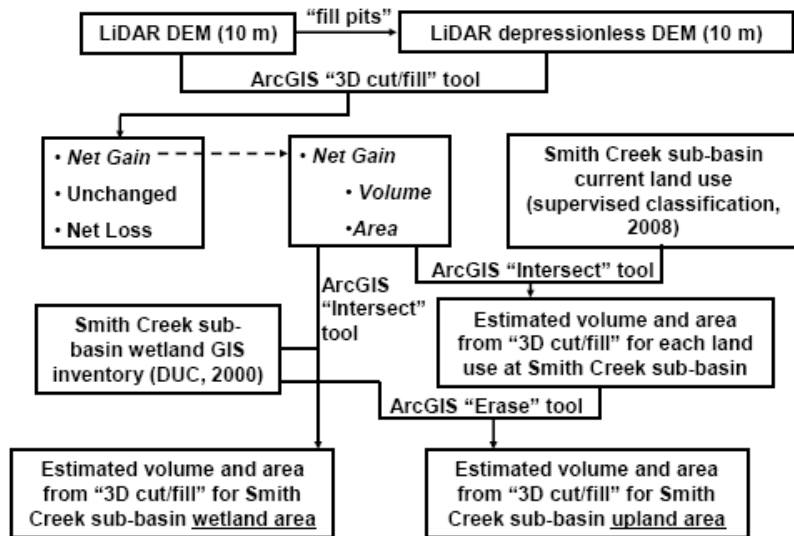 "fill pits"
LiDAR DEM (10 m)
LiDAR depressionless DEM (10 m)
ArcGIS "3D cut/fill" tool
• Net Gain
• Unchanged
• Net Loss
• Net Gain
• Volume
•Area
Smith Creek sub-basin
current land use
(supervised classification,
2008)
ArcGIS
"Intersect"
tool
ArcGIS "Intersect" tool
Smith Creek sub-
basin wetland GIS
inventory (DUC, 2000)
Estimated volume and area
from "3D cut/fill" for each land
use at Smith Creek sub-basin
ArcGIS "Erase" tool
Estimated volume and area
from "3D cut/fill" for Smith
Creek sub-basin wetland area
Estimated volume and area
from "3D cut/fill" for Smith
Creek sub-basin upland area